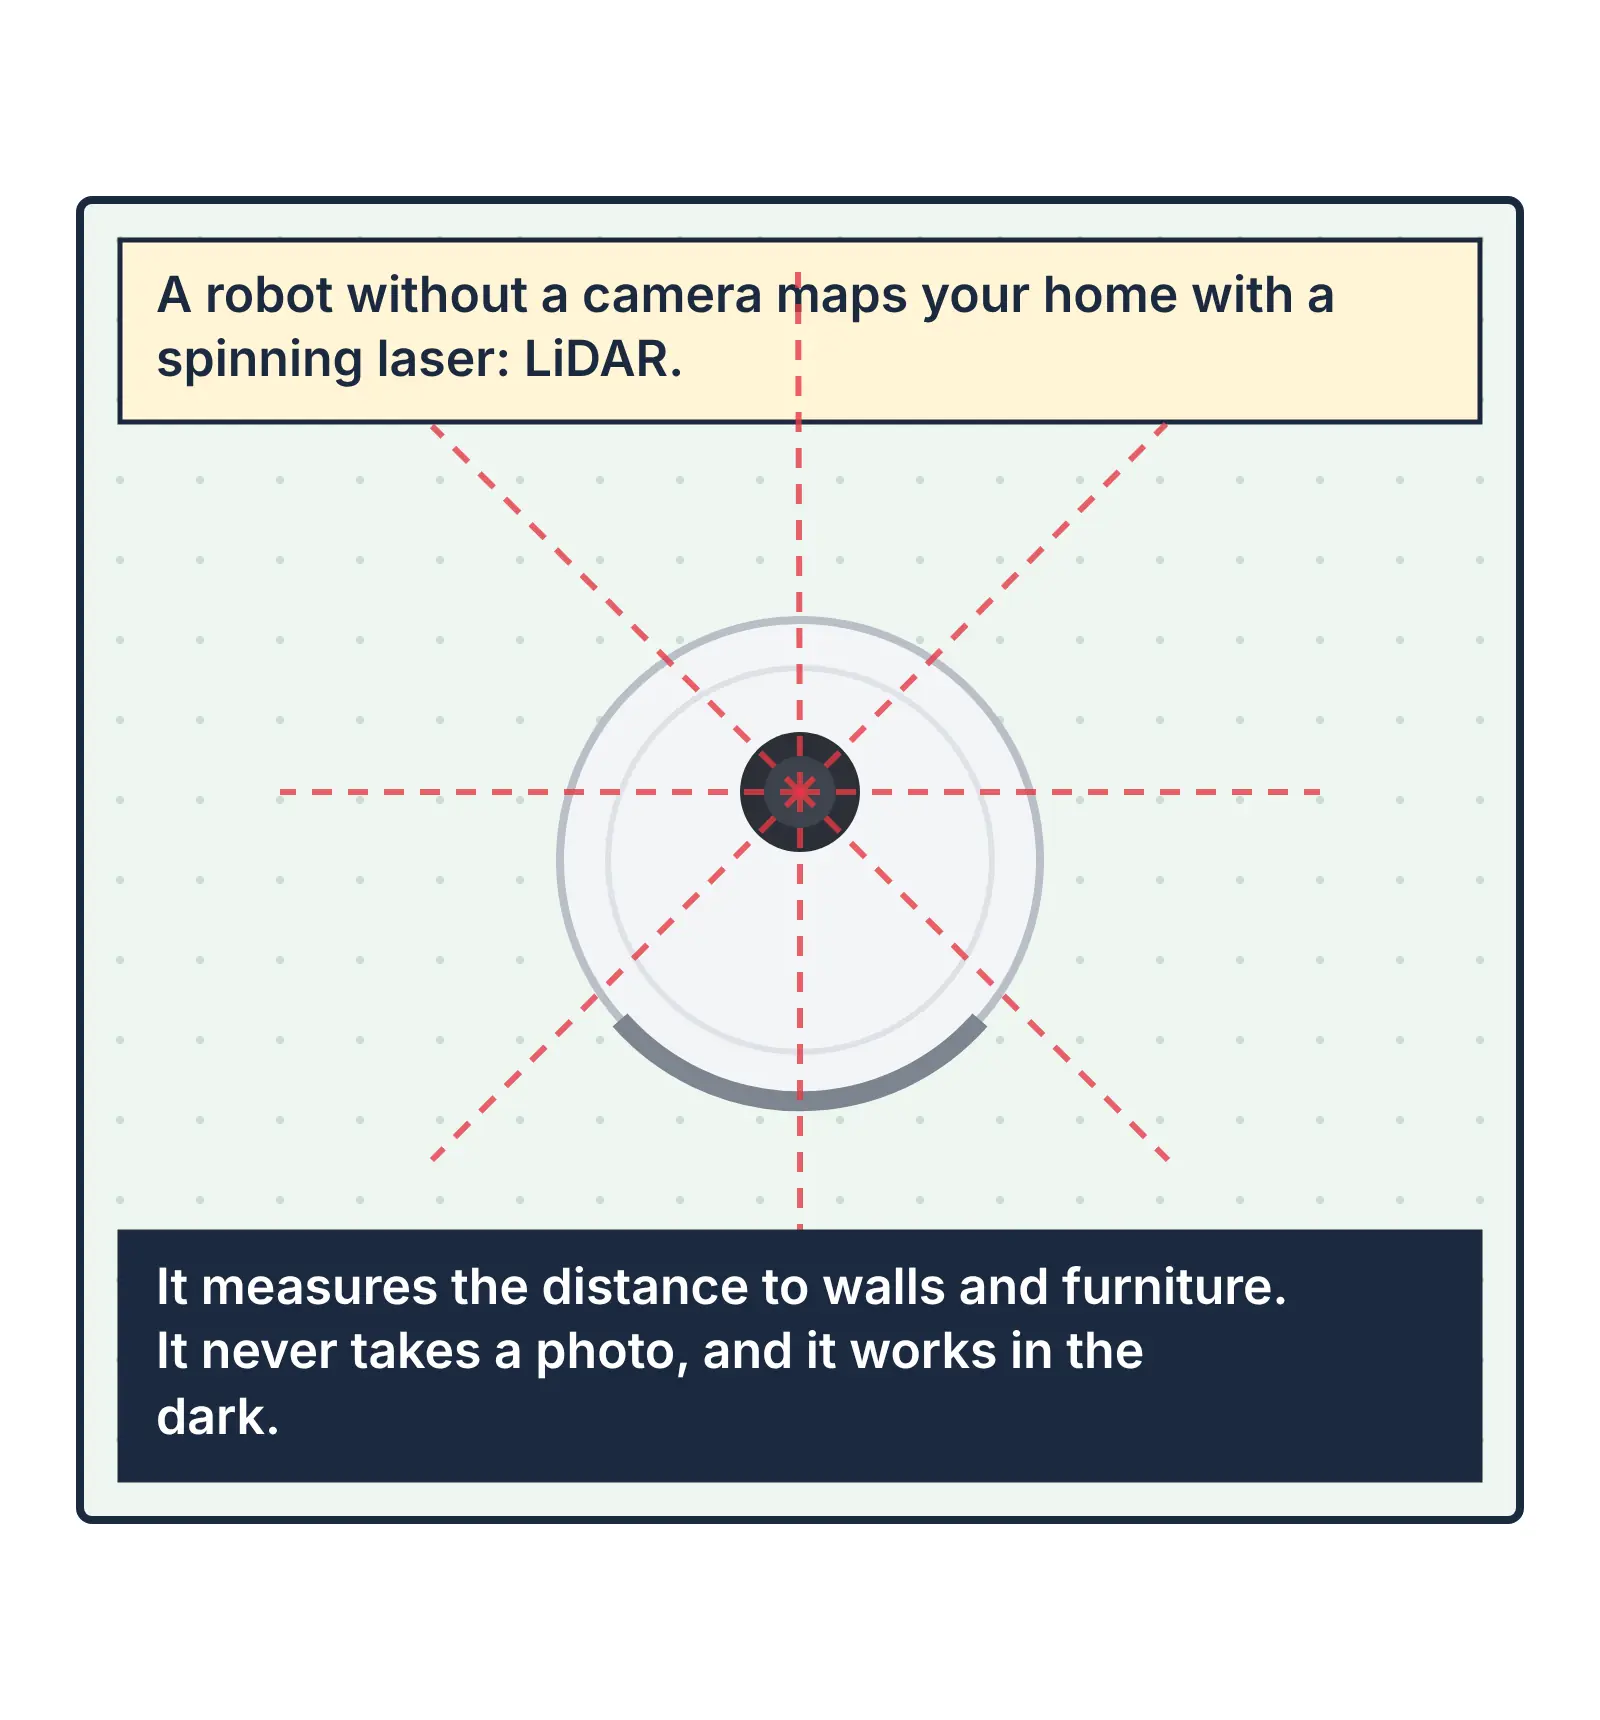 A robot without a camera maps your home with a
spinning laser: LiDAR.
It measures the distance to walls and furniture.
It never takes a photo, and it works in the
dark.